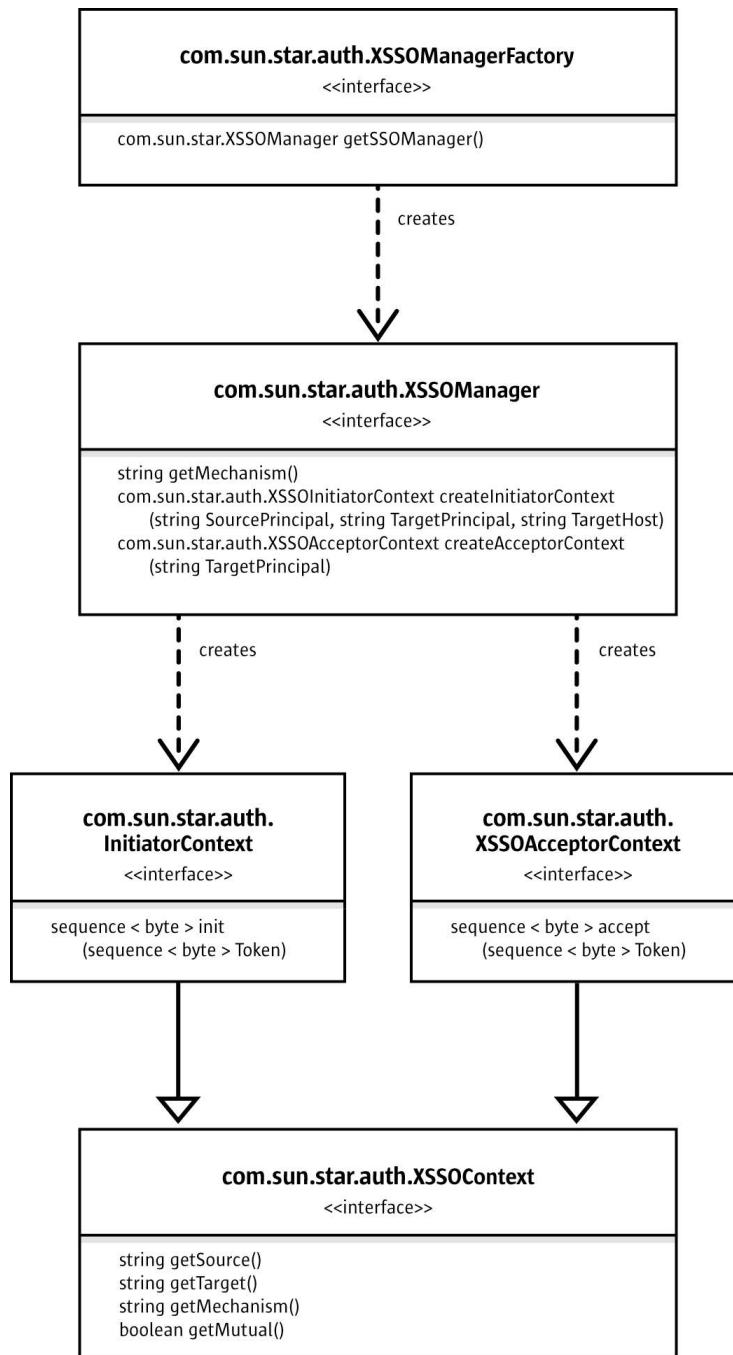 com.sun.star.auth.XSSOManagerFactory
<<interface>>
com.sun.star.XSSOManager getSSOManager()
creates
com.sun.star.auth.XSSOManager
<<interface>>
string getMechanism()
com.sun.star.auth.XSSOInitiatorContext createInitiatorContext
(string SourcePrincipal, string TargetPrincipal, string TargetHost)
com.sun.star.auth.XSSOAcceptorContext createAcceptorContext
(string TargetPrincipal)
creates
creates
com.sun.star.auth.
InitiatorContext
<<interface>>
sequence < byte > init
(sequence < byte > Token)
com.sun.star.auth.
XSSOAcceptorContext
<<interface>>
sequence < byte > accept
(sequence < byte > Token)
com.sun.star.auth.XSSOContext
<<interface>>
string getSource()
string getTarget()
string getMechanism()
boolean getMutual()